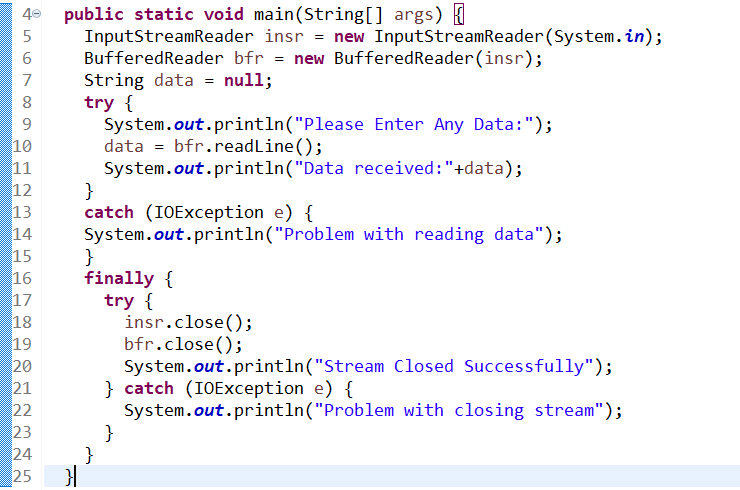 4 public static void main(String[] args) {
5 InputStreamReader insr = new InputStreamReader(System.in);
6 BufferedReader bfr = new BufferedReader(insr);
7 String data = null;
8 try {
9 System.out.println("Please Enter Any Data:");
10 data = bfr.readLine();
11 System.out.println("Data received:"+data);
12 }
13 catch (IOException e) {
14 System.out.println("Problem with reading data");
15 }
16 finally {
17 try {
18 insr.close();
19 bfr.close();
20 System.out.println("Stream Closed Successfully");
21 } catch (IOException e) {
22 System.out.println("Problem with closing stream");
23 }
24 }
25 }